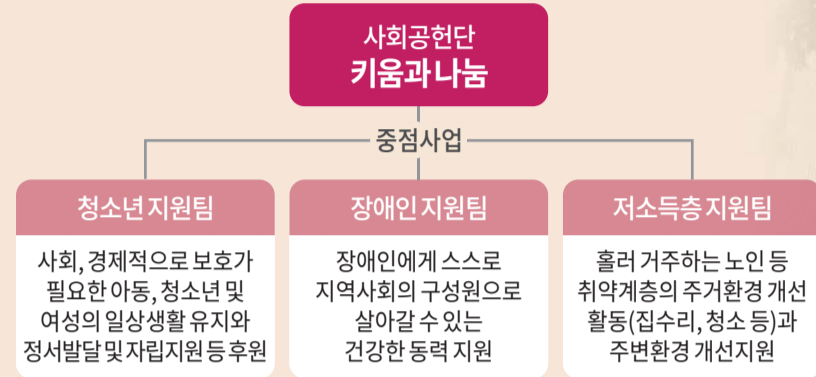 사회공헌단
키움과 나눔
중점사업
청소년 지원팀
사회, 경제적으로 보호가
필요한 아동, 청소년 및
여성의 일상생활 유지와
정서발달 및 자립지원 등 후원
장애인 지원팀
장애인에게 스스로
지역사회의 구성원으로
살아갈 수 있는
건강한 동력 지원
저소득층 지원팀
홀러 거주하는 노인 등
취약계층의 주거환경 개선
활동(집수리, 청소 등)과
주변환경 개선지원